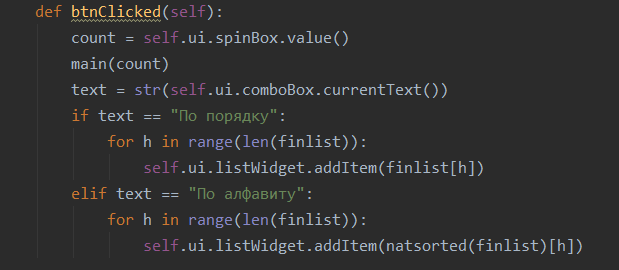 def btnClicked(self):
    count = self.ui.spinBox.value()
    main(count)
    text = str(self.ui.comboBox.currentText())
    if text == "По порядку":
        for h in range(len(finlist)):
            self.ui.listWidget.addItem(finlist[h])
    elif text == "По алфавиту":
        for h in range(len(finlist)):
            self.ui.listWidget.addItem(natsorted(finlist)[h])